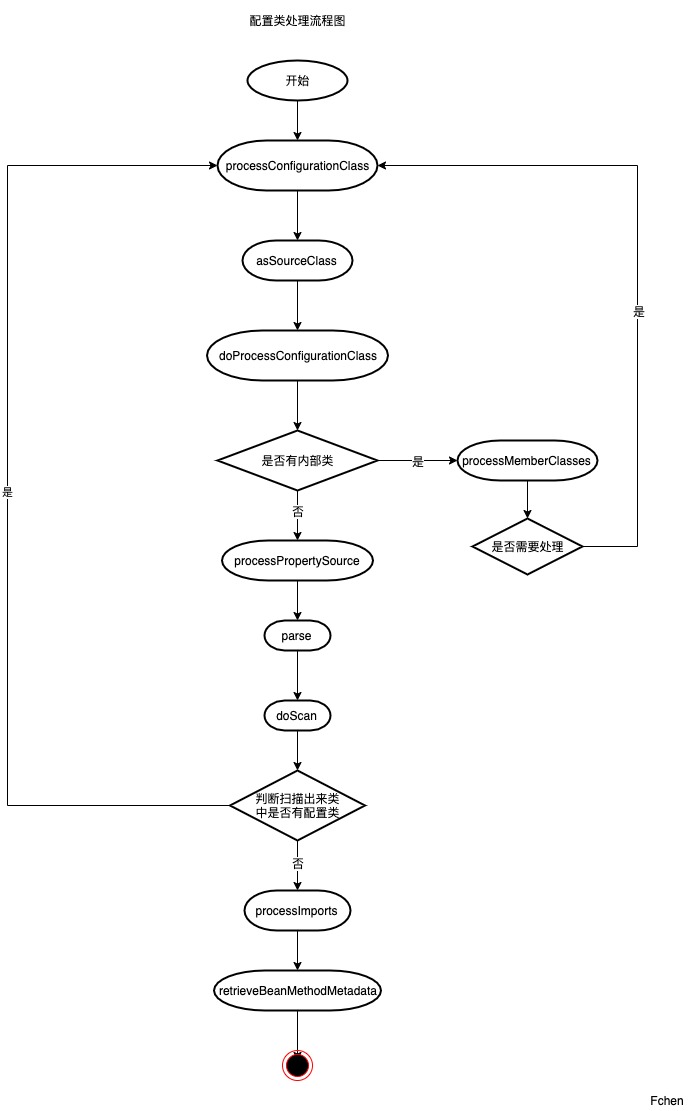 配置类处理流程图
开始
processConfigurationClass
asSourceClass
是
doProcessConfigurationClass
是否有内部类
是
processMemberClasses
是
否
是否需要处理
processPropertySource
parse
doScan
判断扫描出来类
中是否有配置类
否
processImports
retrieveBeanMethodMetadata
Fchen